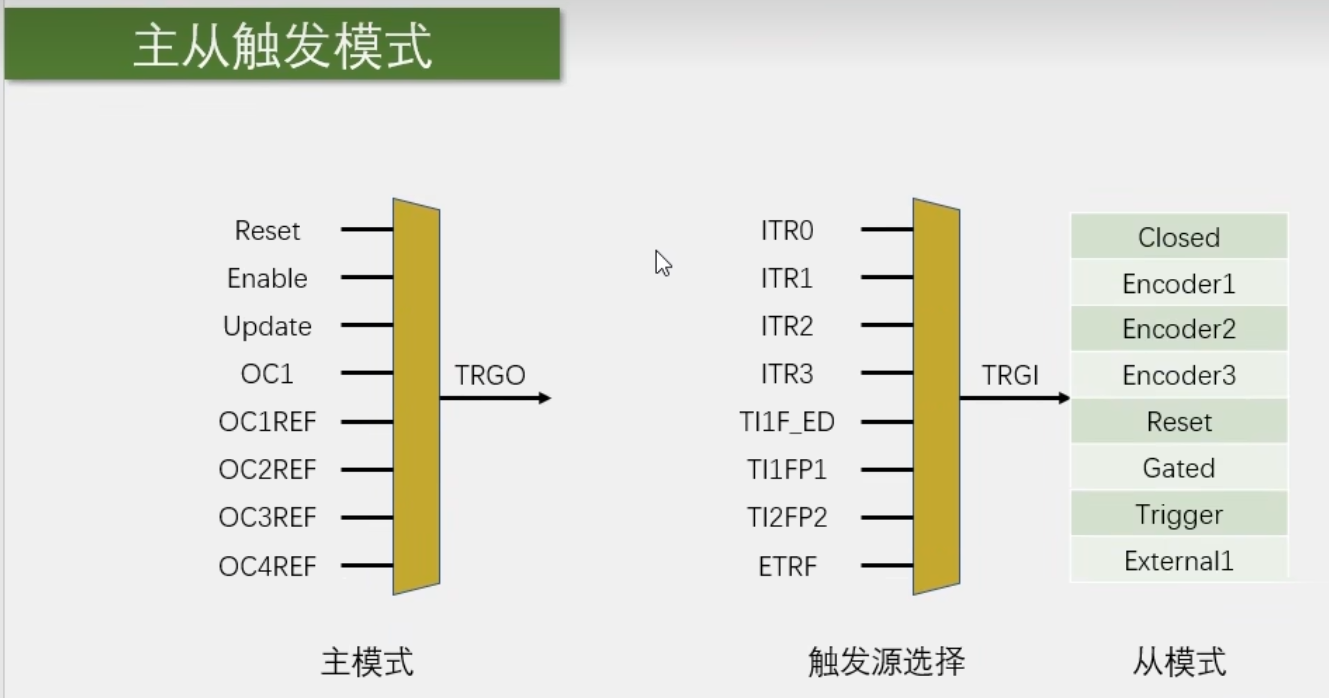 主从触发模式
Reset
Enable
Update
OC1
OC1REF
OC2REF
OC3REF
OC4REF
TRGO
主模式
ITR0
ITR1
ITR2
ITR3
TI1F_ED
TI1FP1
TI2FP2
ETRF
TRGI
触发源选择
Closed
Encoder1
Encoder2
Encoder3
Reset
Gated
Trigger
External1
从模式